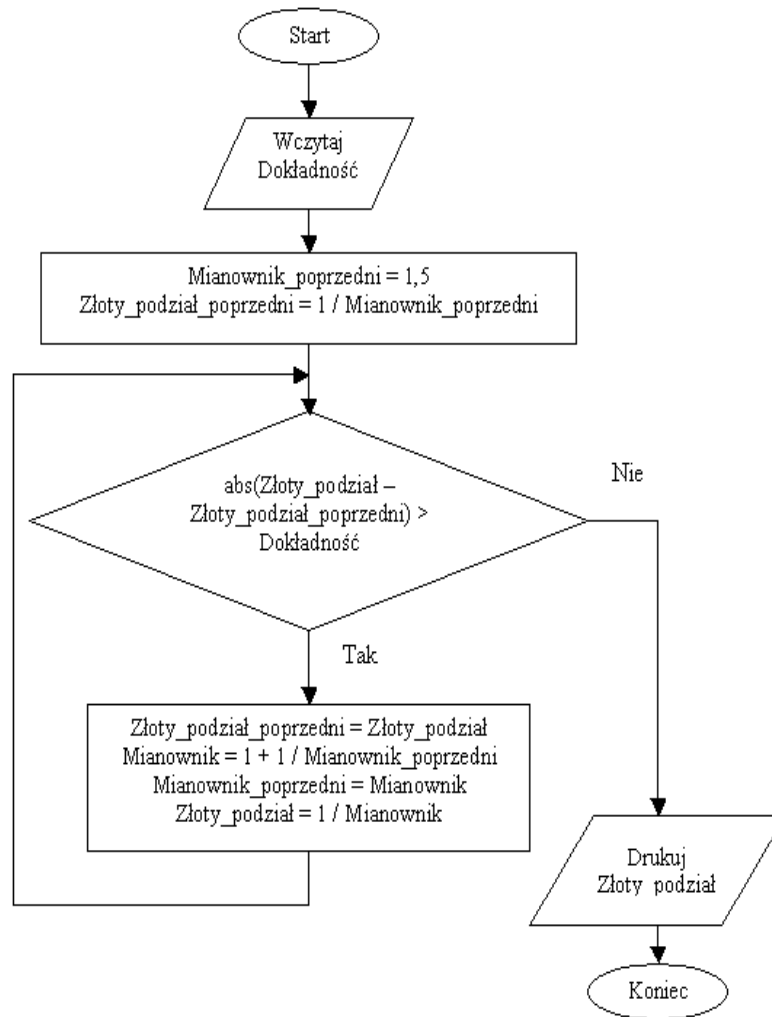 Start
Wczytaj
Dokładność
Mianownik_poprzedni = 1,5
Złoty_podział_poprzedni = 1 / Mianownik_poprzedni
abs(Złoty_podział –
Złoty_podział_poprzedni) >
Dokładność
Nie
Tak
Złoty_podział_poprzedni = Złoty_podział
Mianownik = 1 + 1 / Mianownik_poprzedni
Mianownik_poprzedni = Mianownik
Złoty_podział = 1 / Mianownik
Drukuj
Złoty podział
Koniec